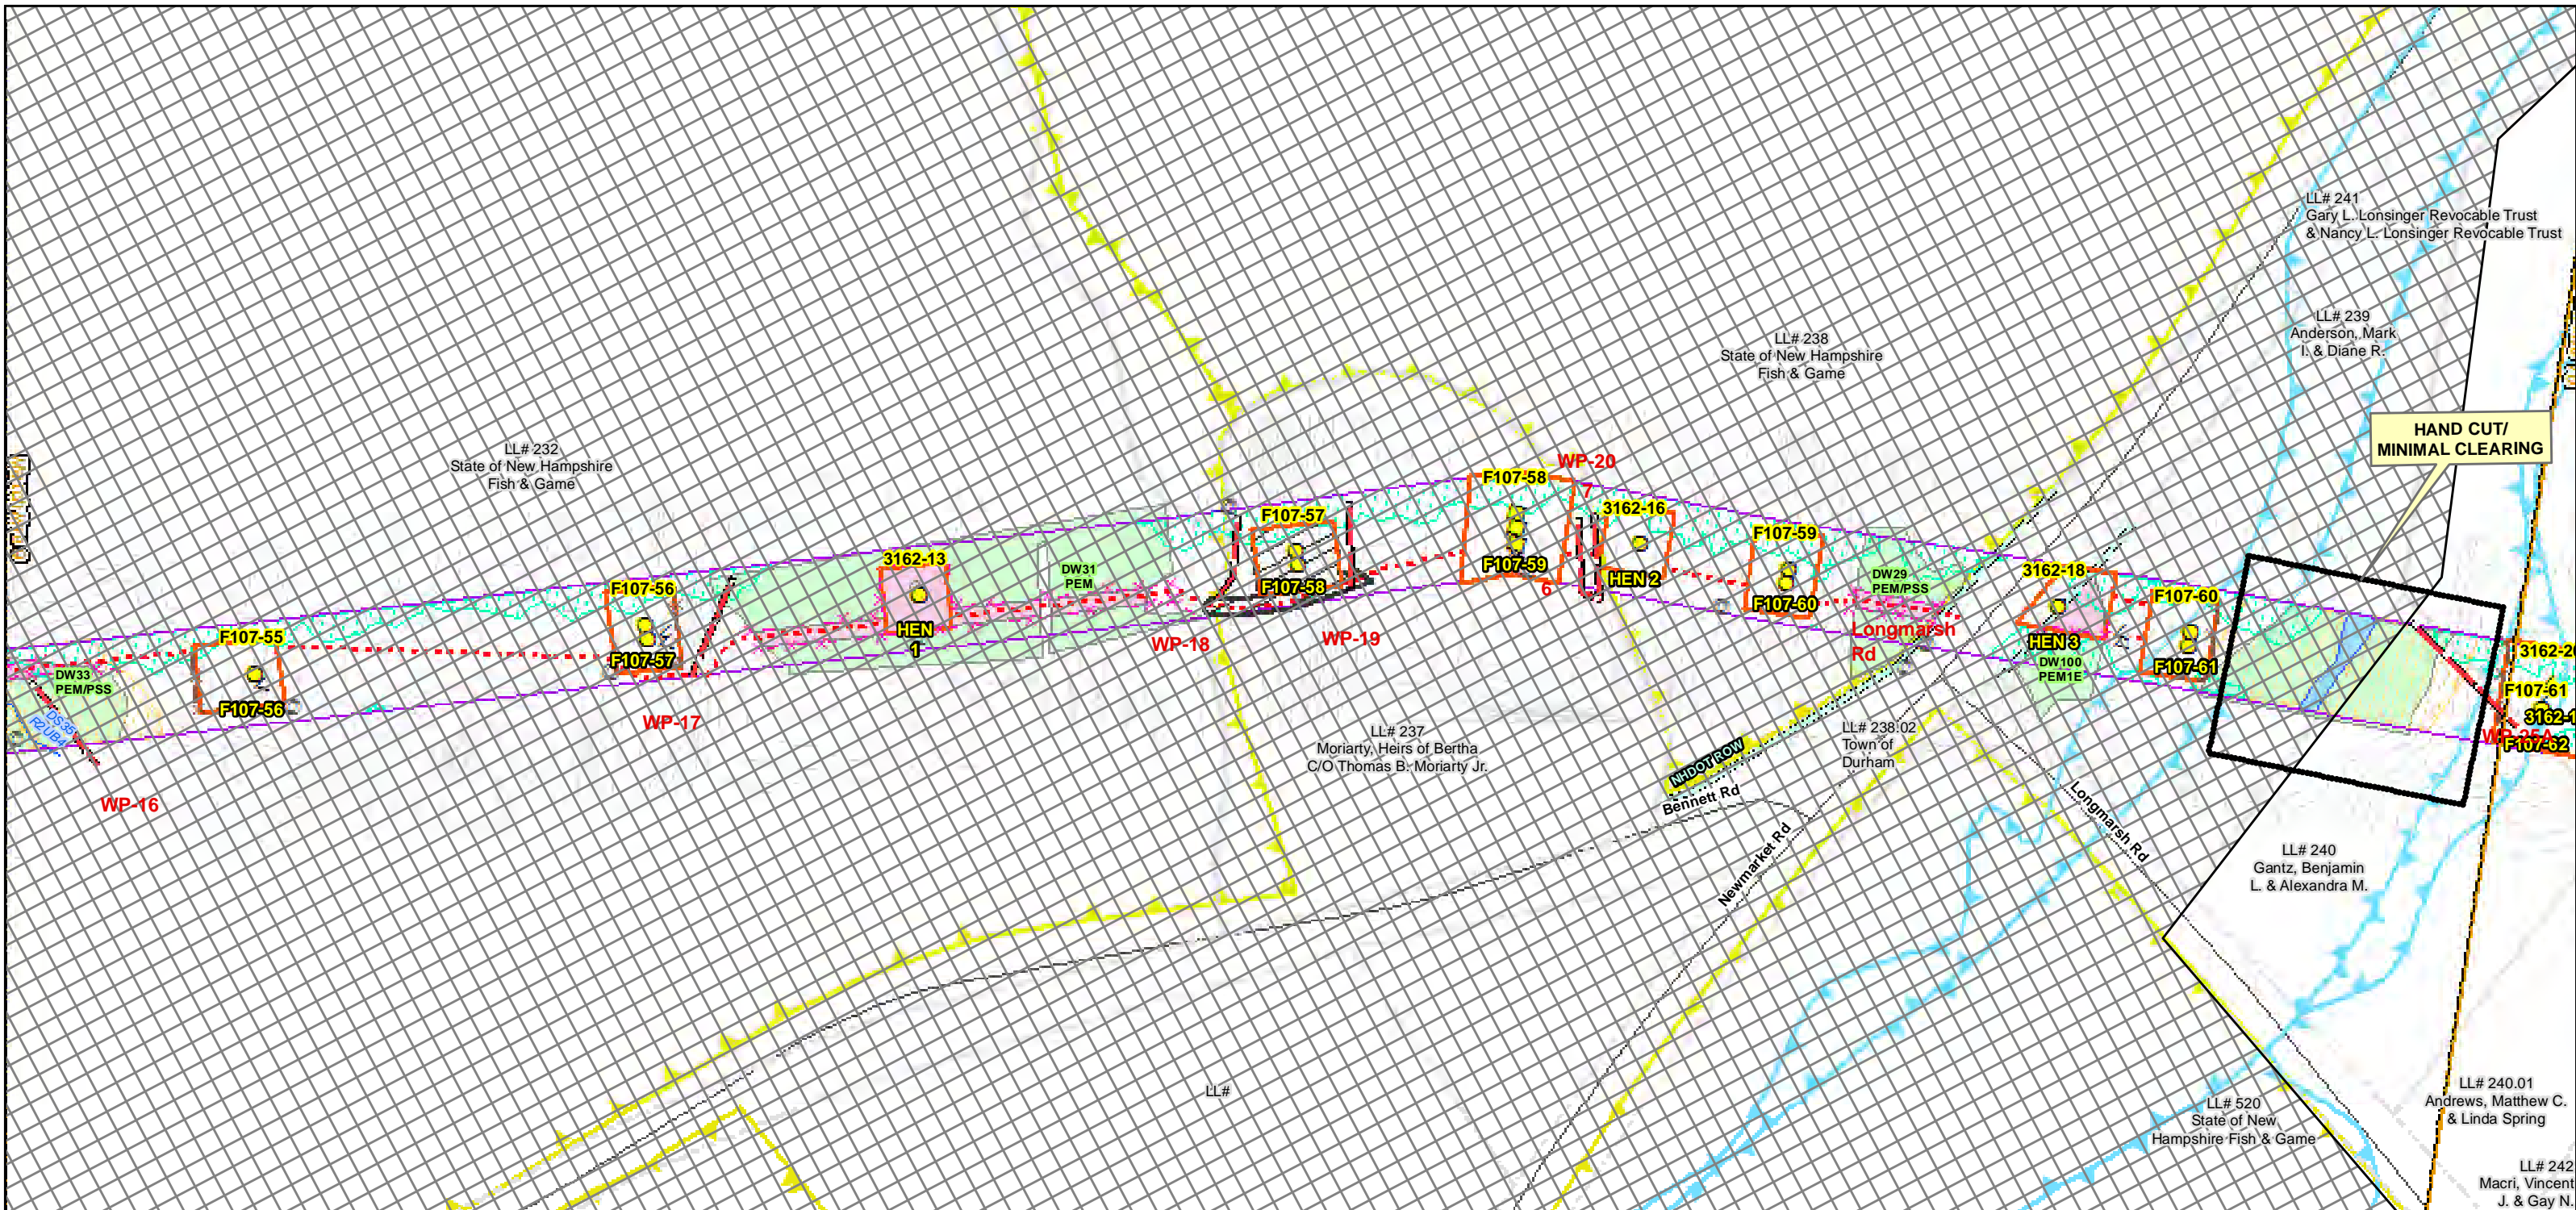 LL# 241
Gary L. Lonsinger Revocable Trust
& Nancy L. Lonsinger Revocable Trust
LL# 239
Anderson, Mark
I. & Diane R.
LL# 238
State of New Hampshire
Fish & Game
HAND CUT/
MINIMAL CLEARING
LL# 232
State of New Hampshire
Fish & Game
WP-20
7
6
F107-58
F107-59
3162-16
HEN 2
F107-59
F107-60
F107-57
F107-58
3162-13
HEN
1
DW31
PEM
DW29
PEM/PSS
3162-18
HEN 3
DW100
PEM1E
F107-60
F107-61
F107-56
F107-57
F107-55
F107-56
DW33
PEM/PSS
DS35
R2UB4
WP-16
WP-17
WP-18
WP-19
Longmarsh
Rd
F107-61
F107-62
WP-25A
LL# 237
Moriarty, Heirs of Bertha
C/O Thomas B. Moriarty Jr.
NHDOT ROW
Bennett Rd
LL# 238.02
Town of
Durham
Newmarket Rd
Longmarsh Rd
LL# 240
Gantz, Benjamin
L. & Alexandra M.
LL#
LL# 520
State of New
Hampshire Fish & Game
LL# 240.01
Andrews, Matthew C.
& Linda Spring
LL# 242
Macri, Vincent
J. & Gay N.